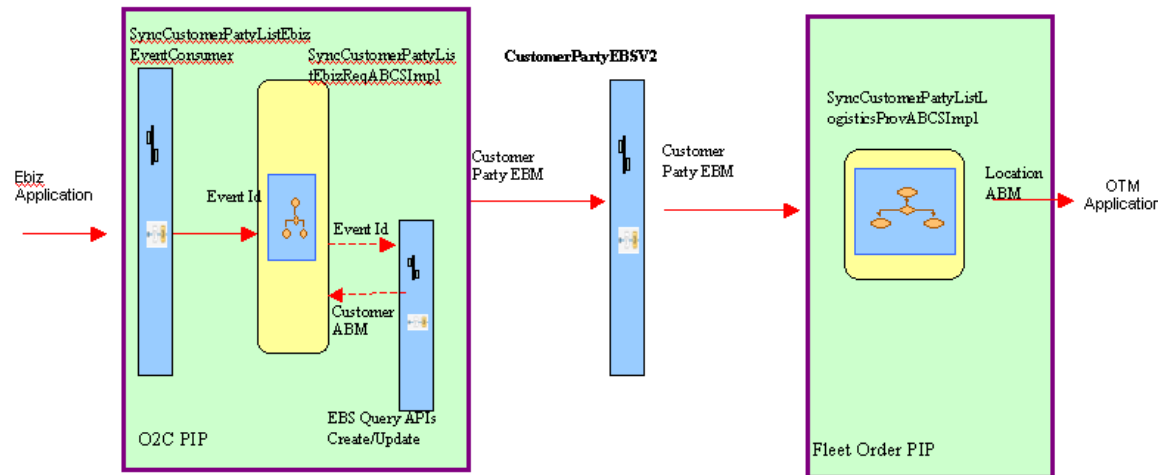 SyncCustomerPartyListEbiz
EventConsumer
SyncCustomerPartyLis
tEbizReqABCSImpl
CustomerPartyEBSV2
SyncCustomerPartyListL
ogisticsProvABCSImpl
Ebiz
Application
Event Id
Event Id
Customer
ABM
EBS Query APIs
Create/Update
O2C PIP
Customer
Party EBM
Customer
Party EBM
Location
ABM
OTM
Application
Fleet Order PIP